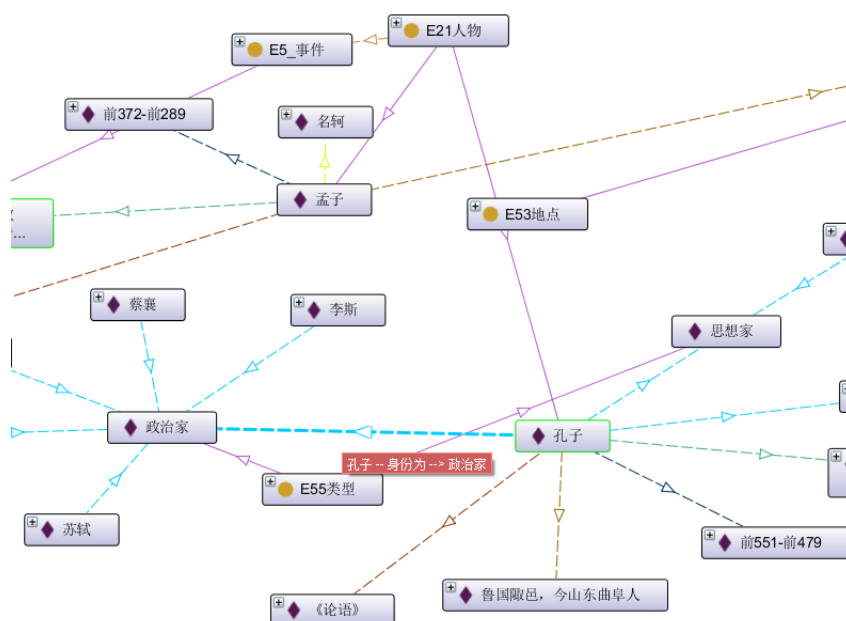 E21人物
E5_事件
前372-前289
名轲
孟子
E53地点
...
蔡襄
李斯
思想家
政治家
孔子
孔子 -- 身份为 --> 政治家
E55类型
苏轼
前551-前479
《论语》
鲁国陬邑，今山东曲阜人